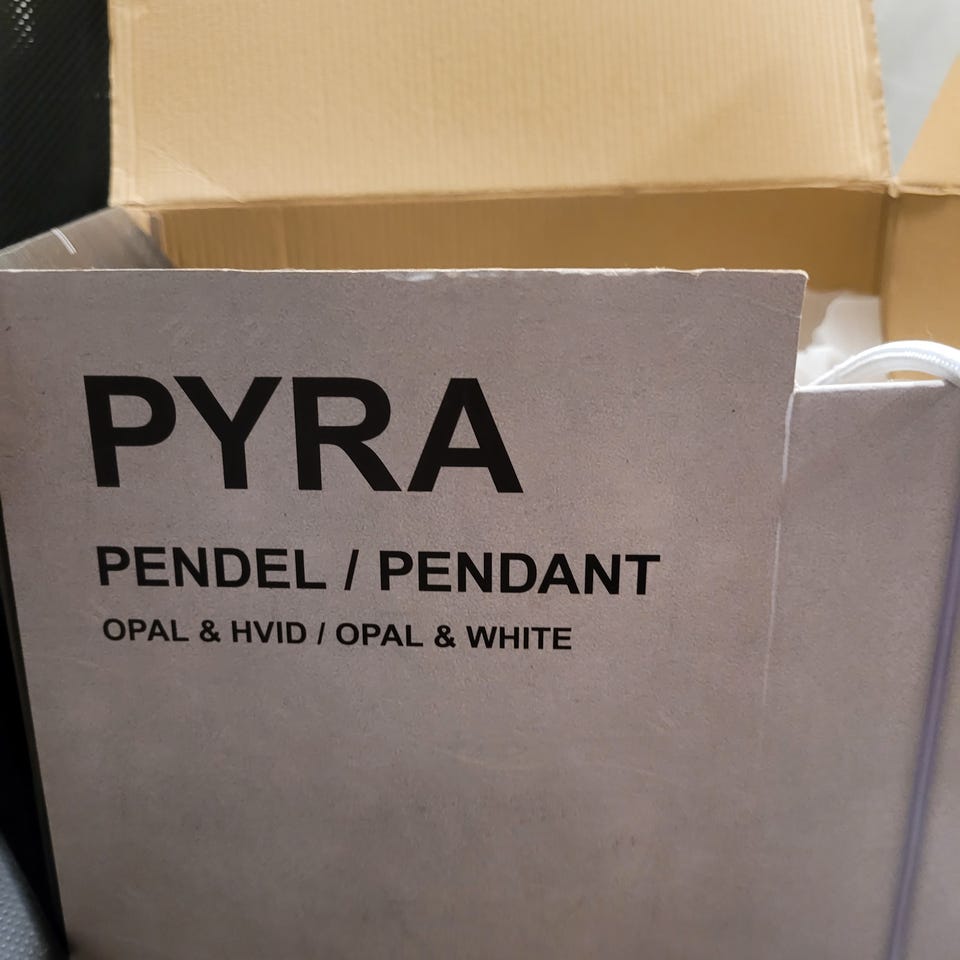 PYRA
PENDEL / PENDANT
OPAL & HVID / OPAL & WHITE